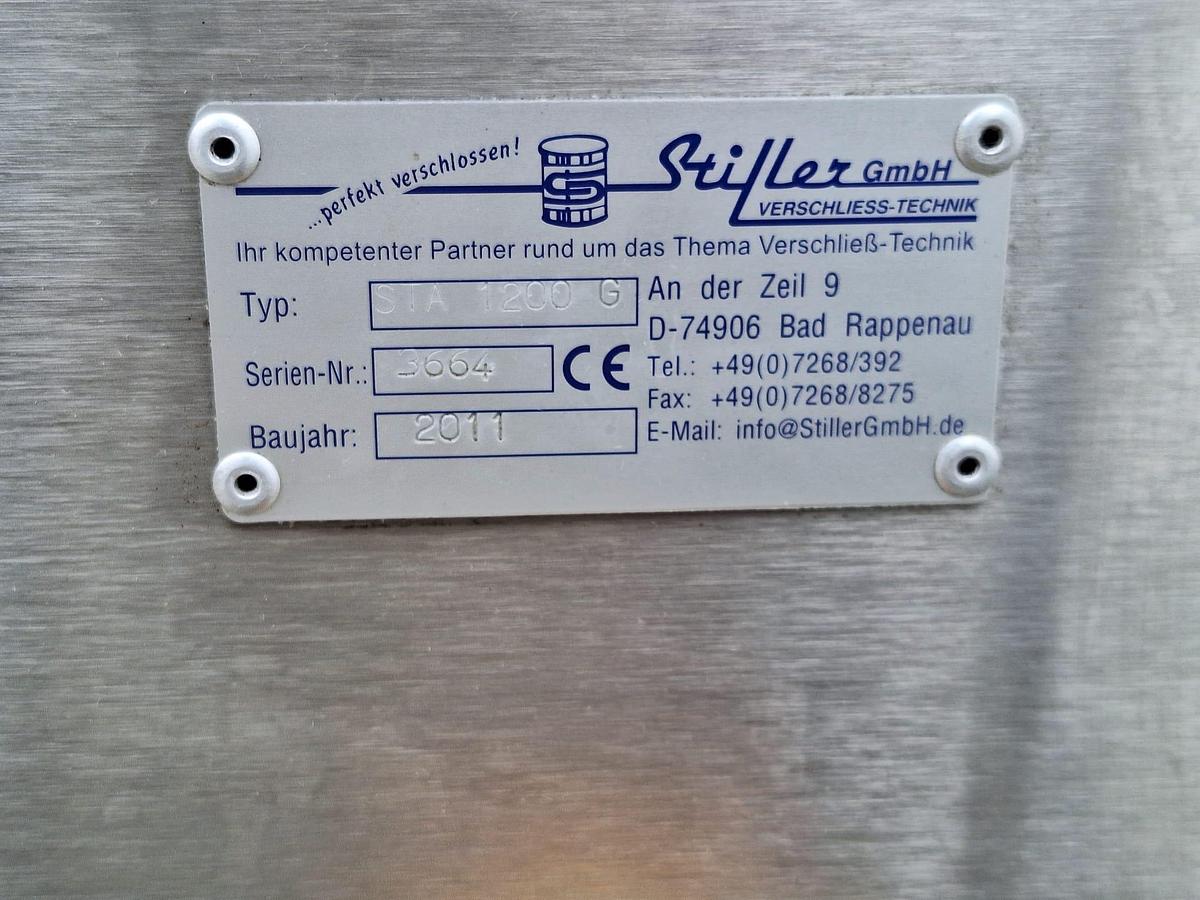 ...perfekt verschlossen!
Stiller GmbH
VERSCHLIESS-TECHNIK
Ihr kompetenter Partner rund um das Thema Verschließ-Technik
Typ: STA 1200 G
An der Zeil 9
D-74906 Bad Rappenau
Serien-Nr.: 3664 CE
Tel.: +49(0)7268/392
Fax: +49(0)7268/8275
Baujahr: 2011
E-Mail: info@StillerGmbH.de